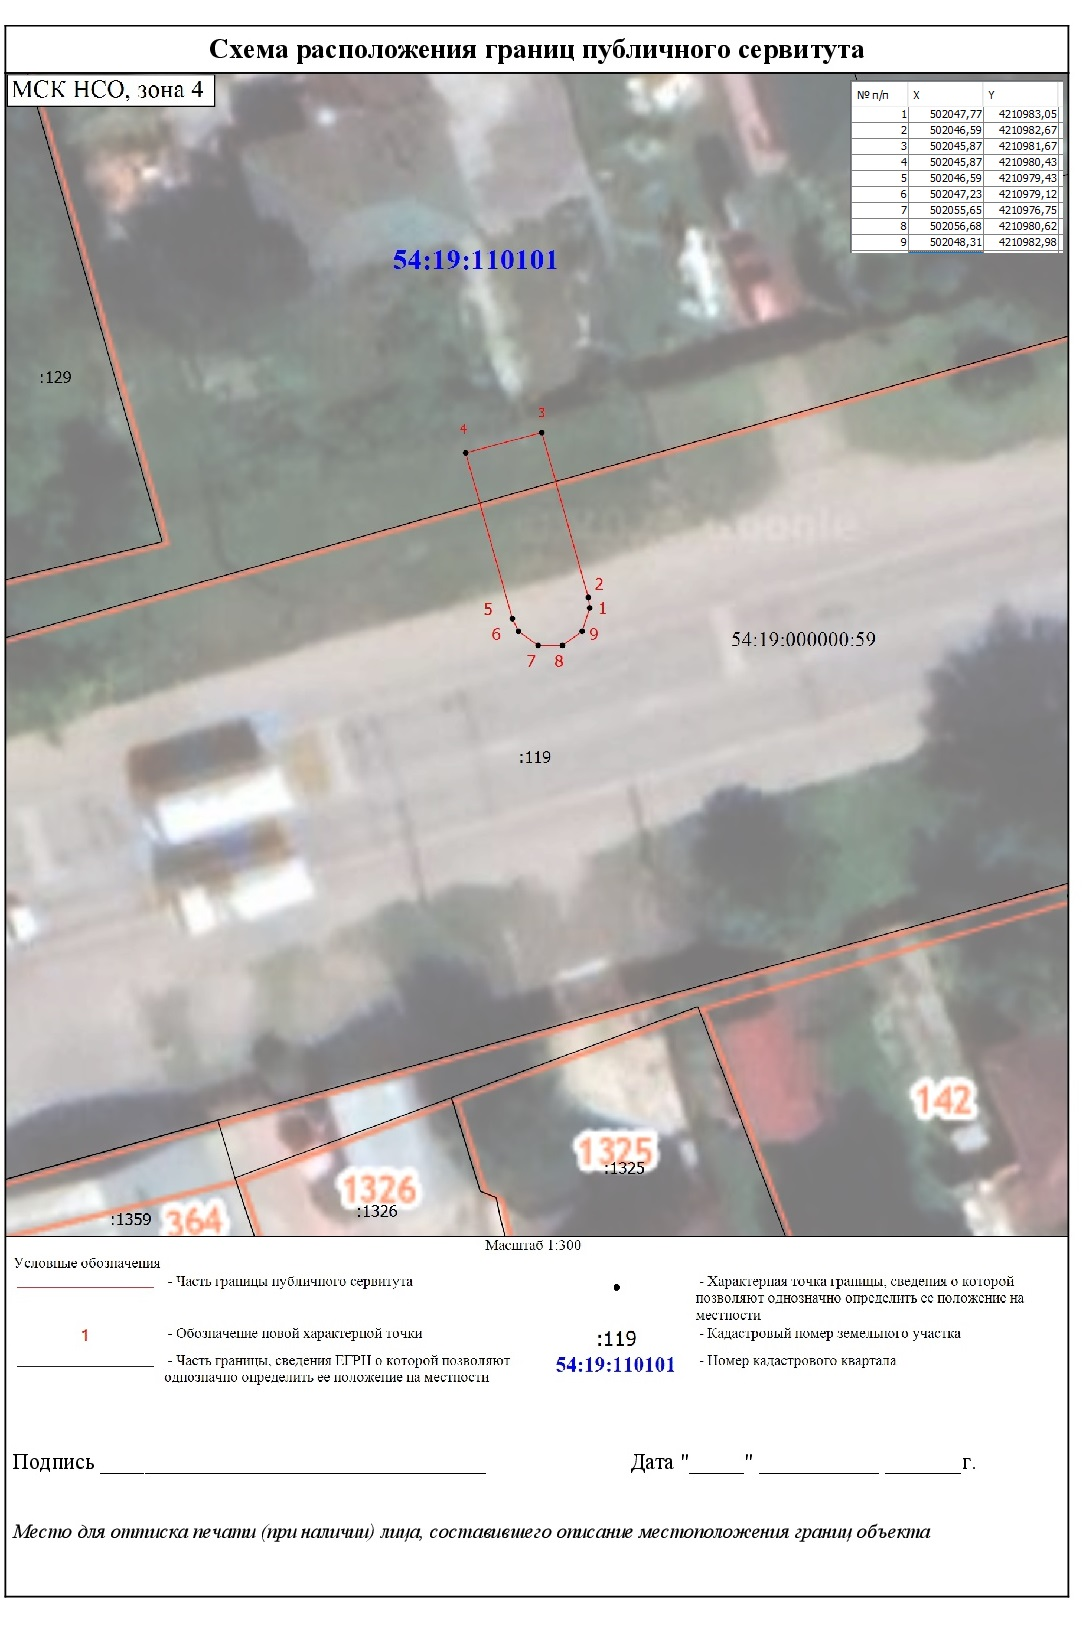 Схема расположения границ публичного сервитута
МСК НСО, зона 4
№ п/п X Y
1 502047,77 4210983,05
2 502046,59 4210982,67
3 502045,87 4210981,67
4 502045,87 4210980,43
5 502046,59 4210979,43
6 502047,23 4210979,12
7 502055,65 4210976,75
8 502056,68 4210980,62
9 502048,31 4210982,98
54:19:110101
:129
3
4
2
5
1
6
9
7
8
54:19:000000:59
:119
142
1325
:1325
1326
:1326
:1359
364
Масштаб 1:300
Условные обозначения
- Часть границы публичного сервитута
- Характерная точка границы, сведения о которой
позволяют однозначно определить ее положение на
местности
1
- Обозначение новой характерной точки
:119
- Кадастровый номер земельного участка
- Часть границы, сведения ЕГРН о которой позволяют
однозначно определить ее положение на местности
54:19:110101
- Номер кадастрового квартала
Подпись
Дата "_____" ___________ _______г.
Место для оттиска печати (при наличии) лица, составившего описание местоположения границ объекта